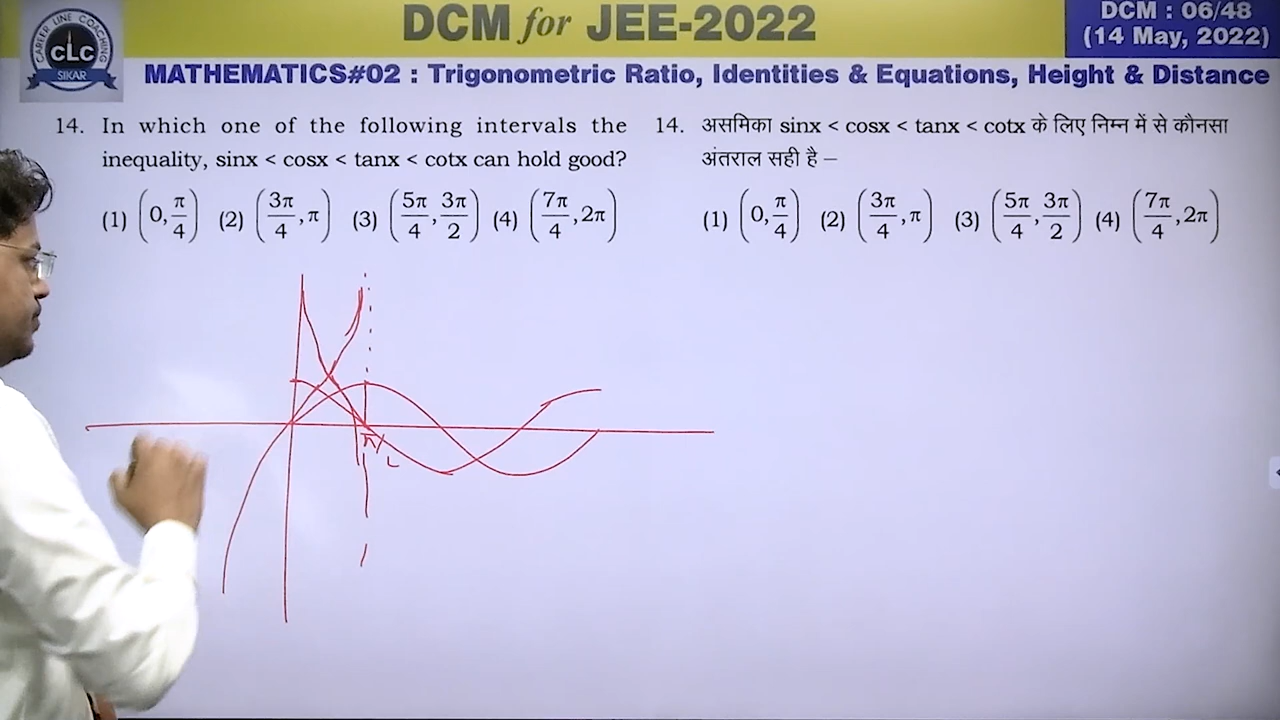 CAREER LINE COACHING
CLC
SIKAR
DCM for JEE-2022
DCM : 06/48
(14 May, 2022)
MATHEMATICS#02 : Trigonometric Ratio, Identities & Equations, Height & Distance
14. In which one of the following intervals the
inequality, sinx < cosx < tanx < cotx can hold good?
(1) (0, π/4) (2) (3π/4, π) (3) (5π/4, 3π/2) (4) (7π/4, 2π)
14. असमिका sinx < cosx < tanx < cotx के लिए निम्न में से कौनसा
अंतराल सही है –
(1) (0, π/4) (2) (3π/4, π) (3) (5π/4, 3π/2) (4) (7π/4, 2π)
π/2